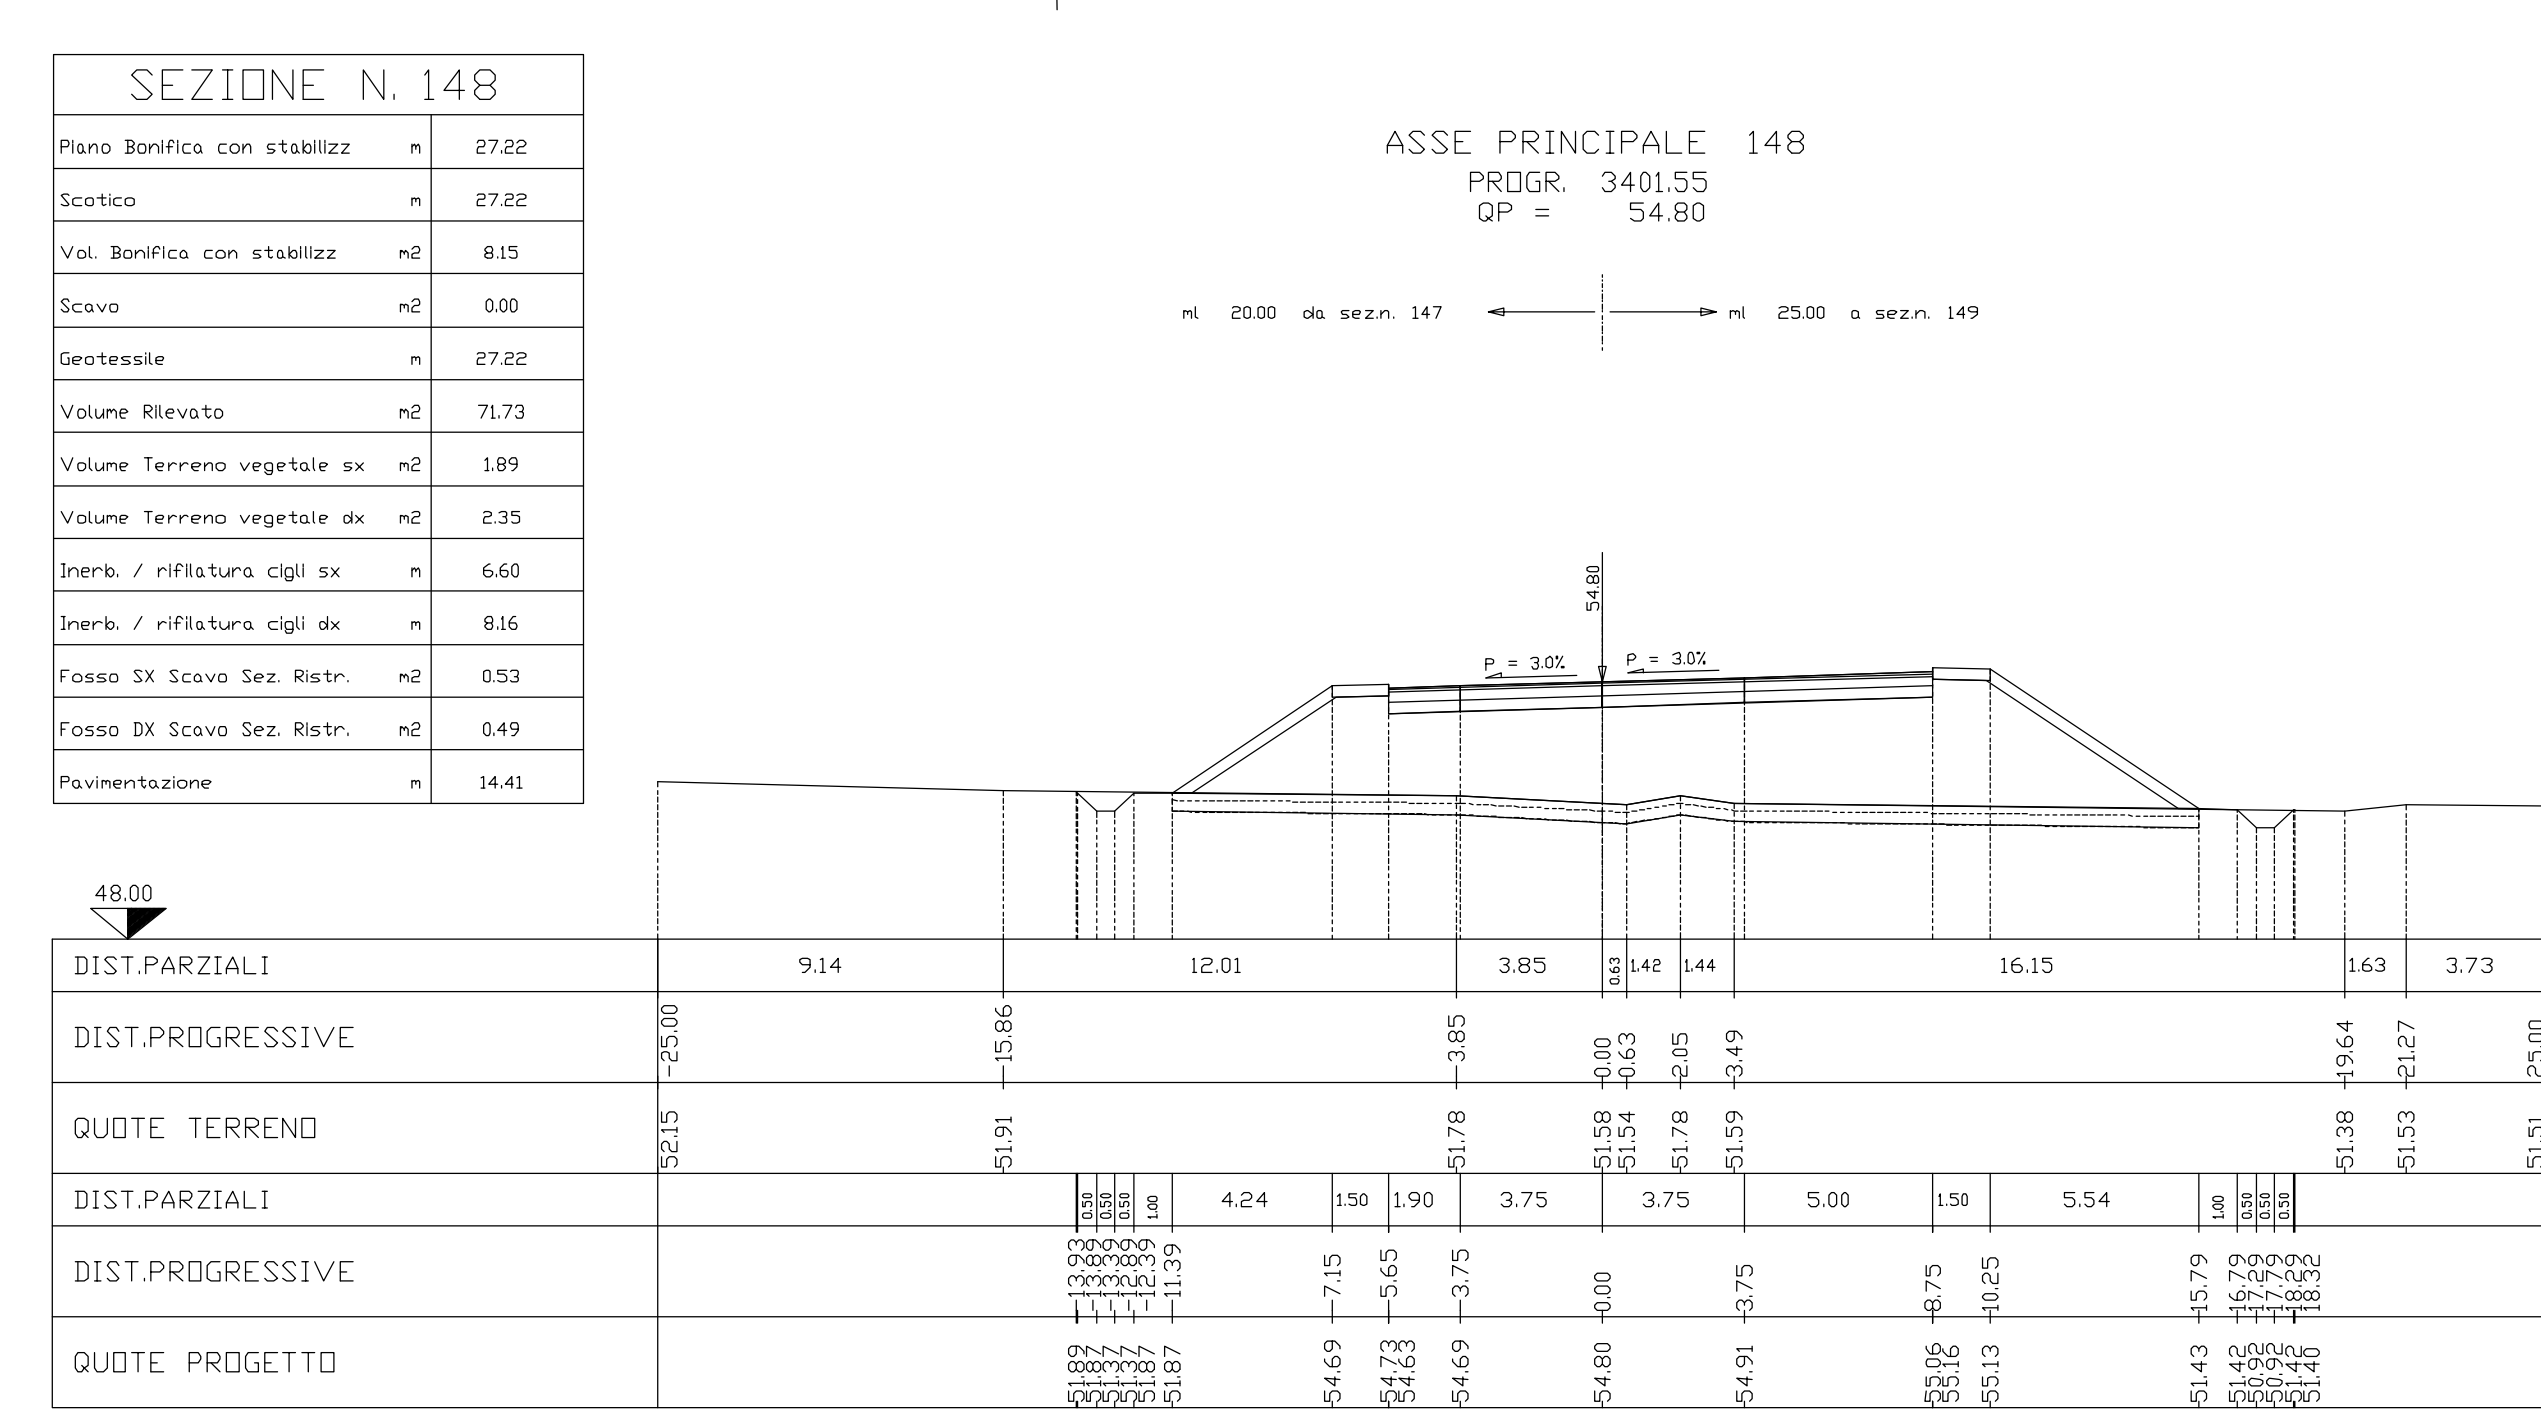 SEZIONE N. 148
Piano Bonifica con stabilizz m 27.22
Scotico m 27.22
Vol. Bonifica con stabilizz m2 8.15
Scavo m2 0.00
Geotessile m 27.22
Volume Rilevato m2 71.73
Volume Terreno vegetale sx m2 1.89
Volume Terreno vegetale dx m2 2.35
Inerb. / rifilatura cigli sx m 6.60
Inerb. / rifilatura cigli dx m 8.16
Fosso SX Scavo Sez. Ristr. m2 0.53
Fosso DX Scavo Sez. Ristr. m2 0.49
Pavimentazione m 14.41
ASSE PRINCIPALE 148
PROGR. 3401.55
QP = 54.80
ml 20.00 da sez.n. 147
ml 25.00 a sez.n. 149
54.80
P = 3.0%
P = 3.0%
48.00
DIST.PARZIALI 9.14 12.01 3.85 0.63 1.42 1.44 16.15 1.63 3.73
DIST.PROGRESSIVE -25.00 -15.86 -3.85 0.00 0.63 2.05 3.49 19.64 21.27 25.00
QUOTE TERRENO 52.15 51.91 51.78 51.58 51.54 51.78 51.59 51.38 51.53 51.51
DIST.PARZIALI 0.50 0.50 0.50 1.00 4.24 1.50 1.90 3.75 3.75 5.00 1.50 5.54 1.00 0.50 0.50 0.50
DIST.PROGRESSIVE -13.93 -13.89 -13.39 -12.89 -12.39 -11.39 -7.15 -5.65 -3.75 0.00 3.75 8.75 10.25 15.79 16.79 17.29 17.79 18.29 18.32
QUOTE PROGETTO 51.89 51.87 51.37 51.37 51.87 51.87 54.69 54.73 54.63 54.69 54.80 54.91 55.06 55.16 55.13 51.43 51.42 50.92 50.92 51.42 51.40